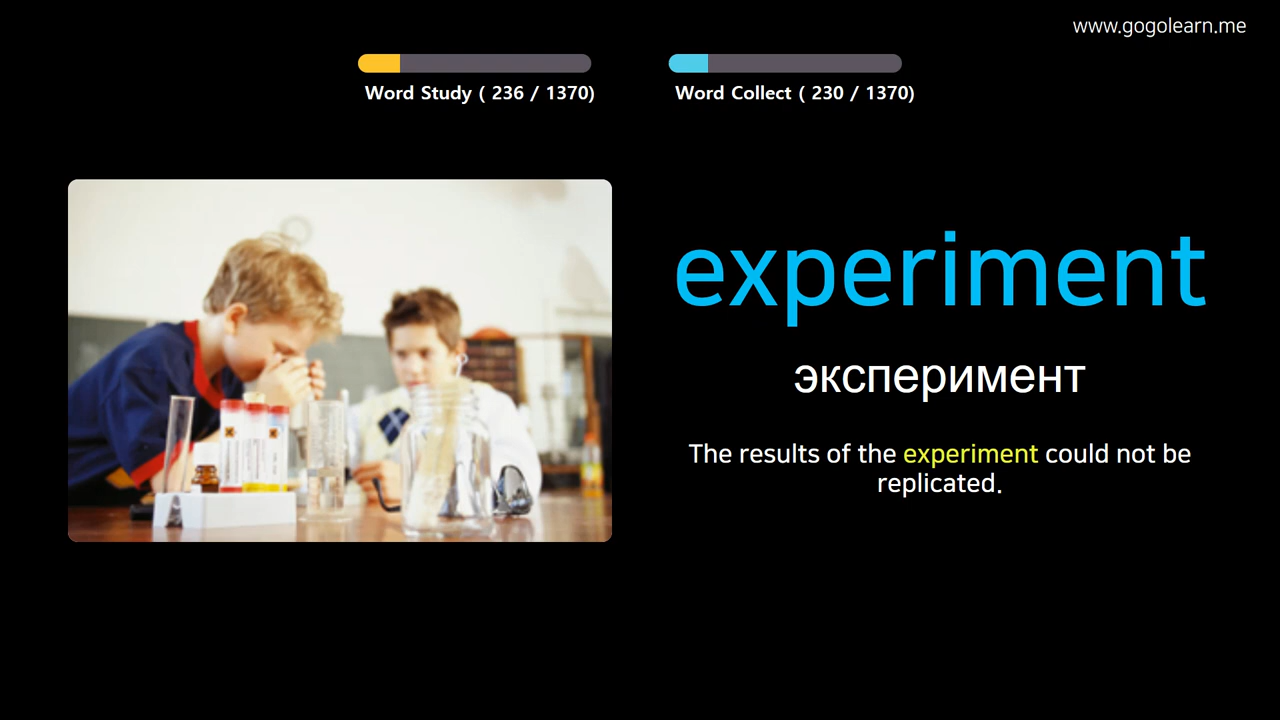 www.gogolearn.me
Word Study ( 236 / 1370)
Word Collect ( 230 / 1370)
experiment
эксперимент
The results of the experiment could not be
replicated.